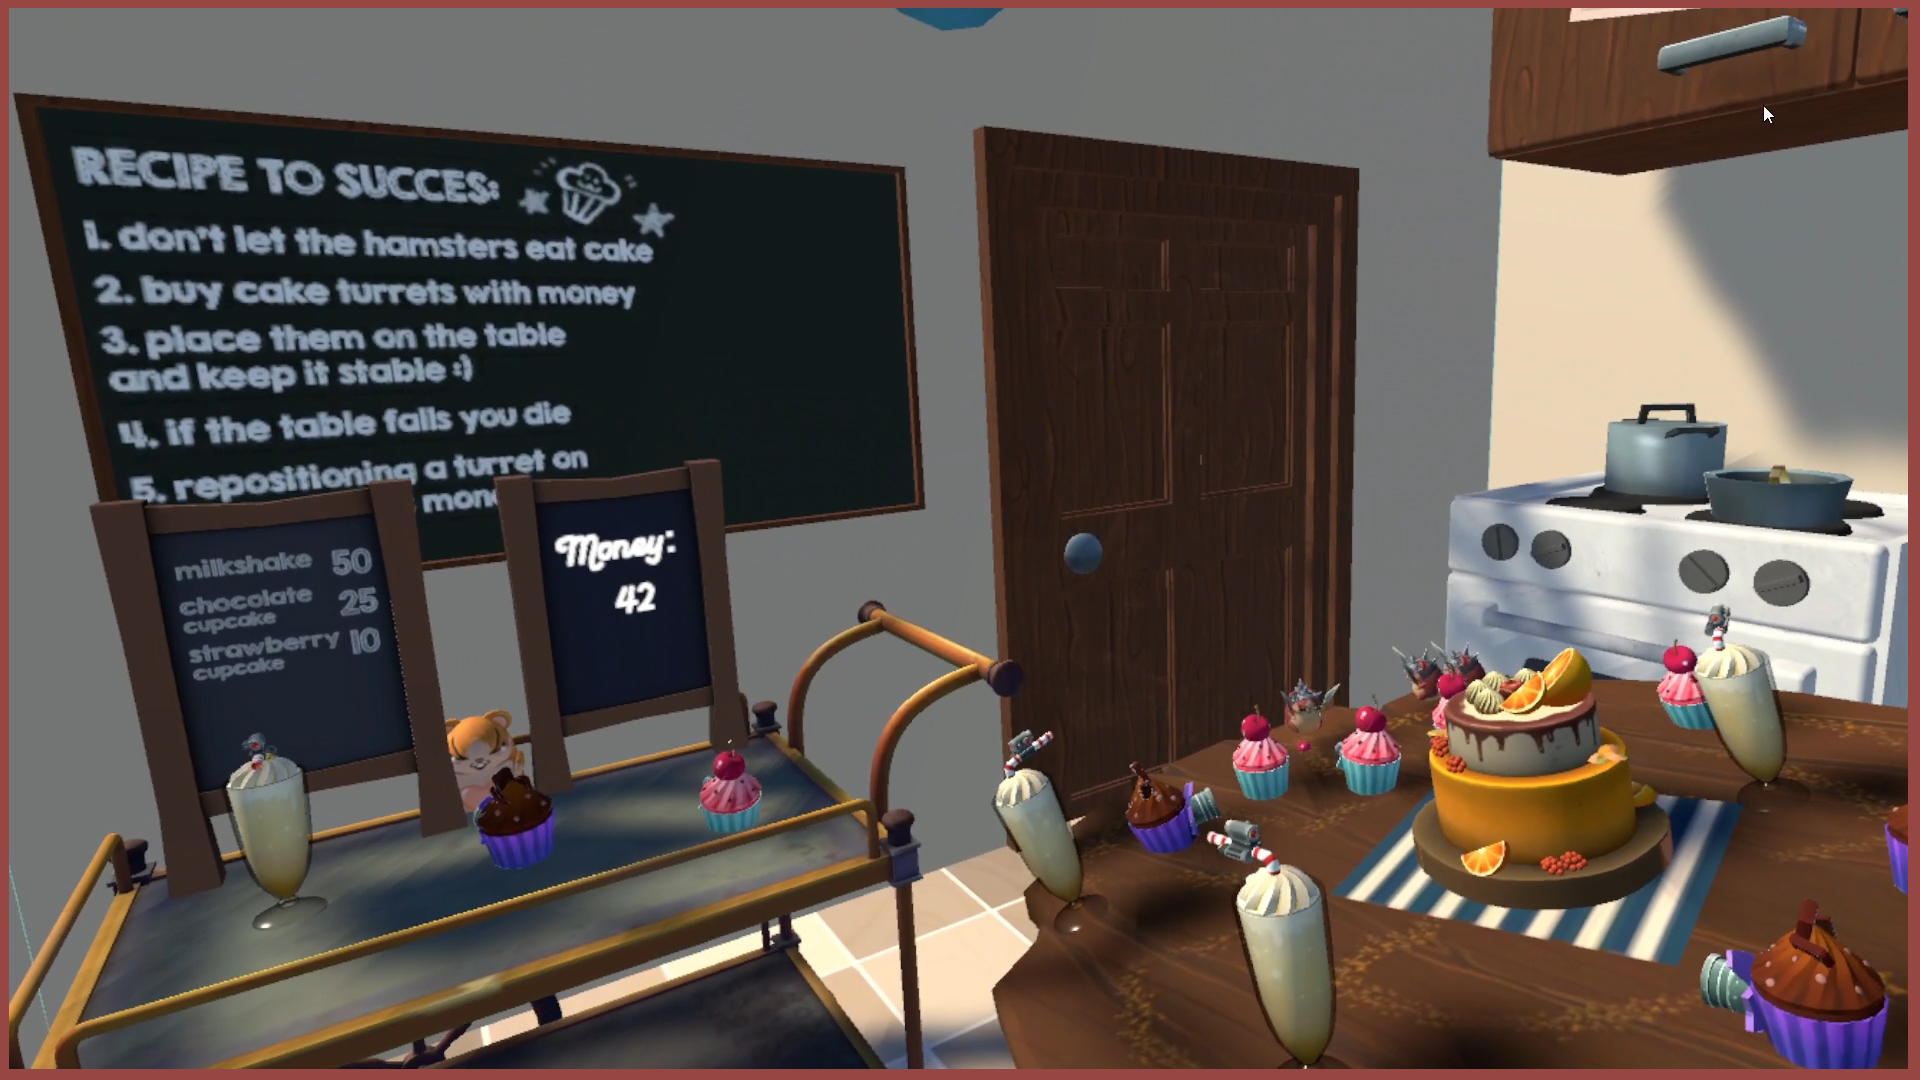 RECIPE TO SUCCES:
1. don't let the hamsters eat cake
2. buy cake turrets with money
3. place them on the table
and keep it stable :)
4. if the table falls you die
5. repositioning a turret on
milkshake 50
chocolate 25
cupcake
strawberry 10
cupcake
Money:
42